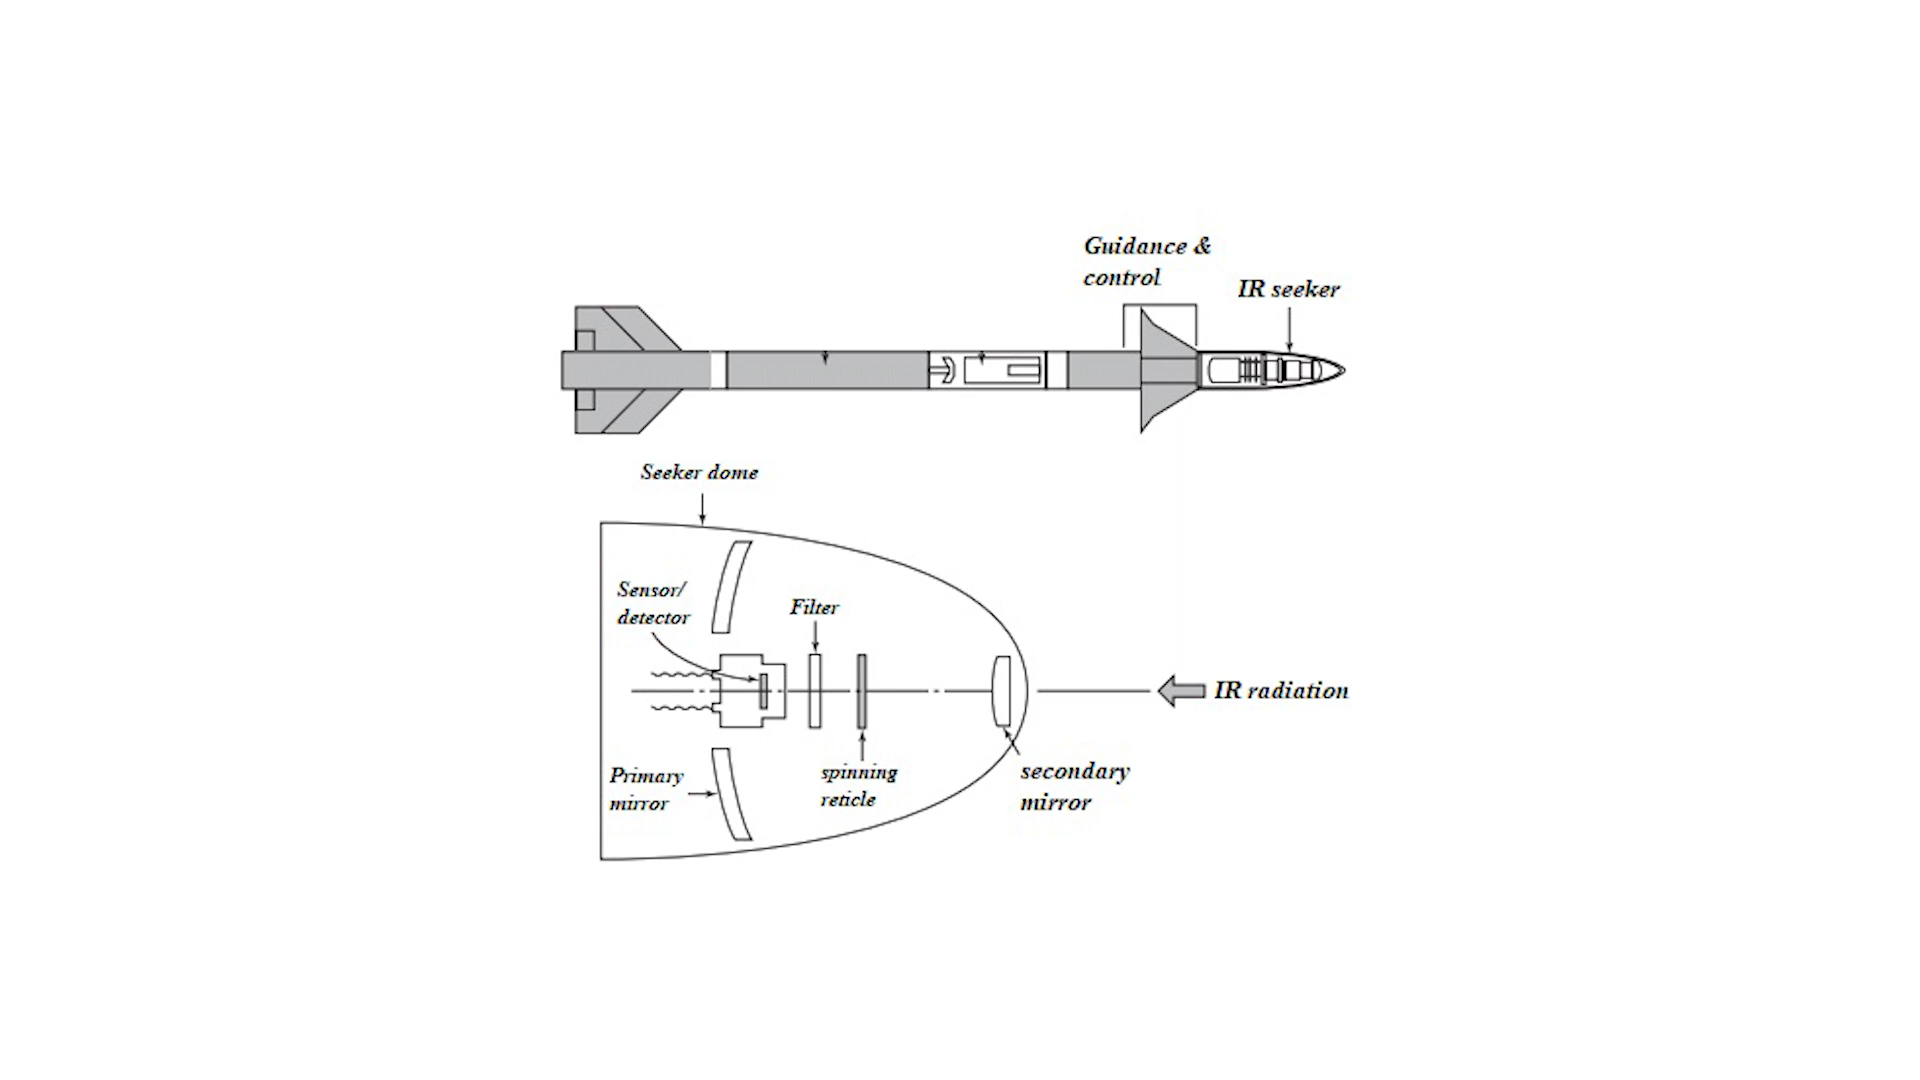 Guidance &
control
IR seeker
Seeker dome
Sensor/
detector
Filter
IR radiation
Primary
mirror
spinning
reticle
secondary
mirror